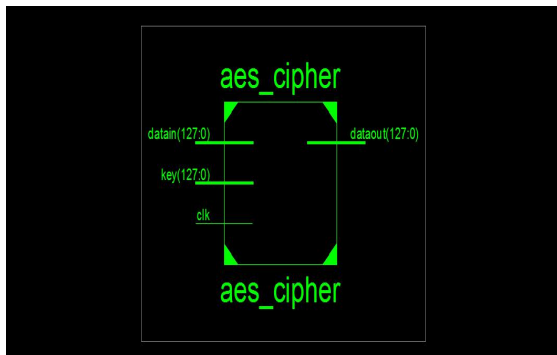 aes_cipher
datain(127:0)
dataout(127:0)
key(127:0)
clk
aes_cipher